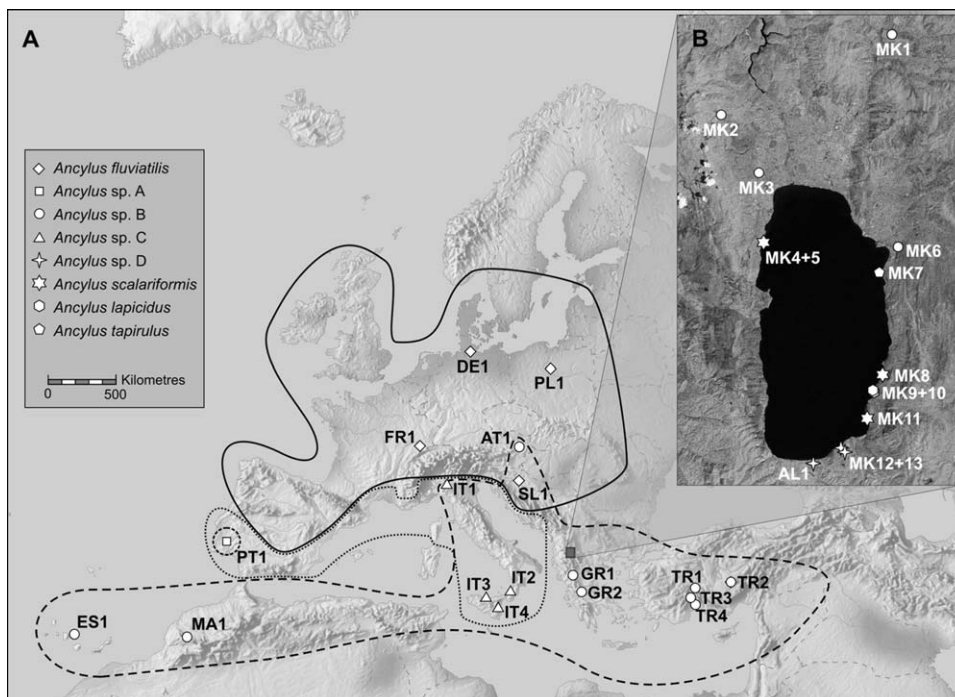 A
B
Ancylus fluviatilis
Ancylus sp. A
Ancylus sp. B
Ancylus sp. C
Ancylus sp. D
Ancylus scalariformis
Ancylus lapicidus
Ancylus tapirulus
Kilometres
0 500
MK1
MK2
MK3
MK4+5
MK6
MK7
MK8
MK9+10
MK11
MK12+13
AL1
DE1
PL1
FR1
AT1
IT1
SL1
PT1
IT3
IT2
IT4
GR1
GR2
TR1
TR2
TR3
TR4
ES1
MA1